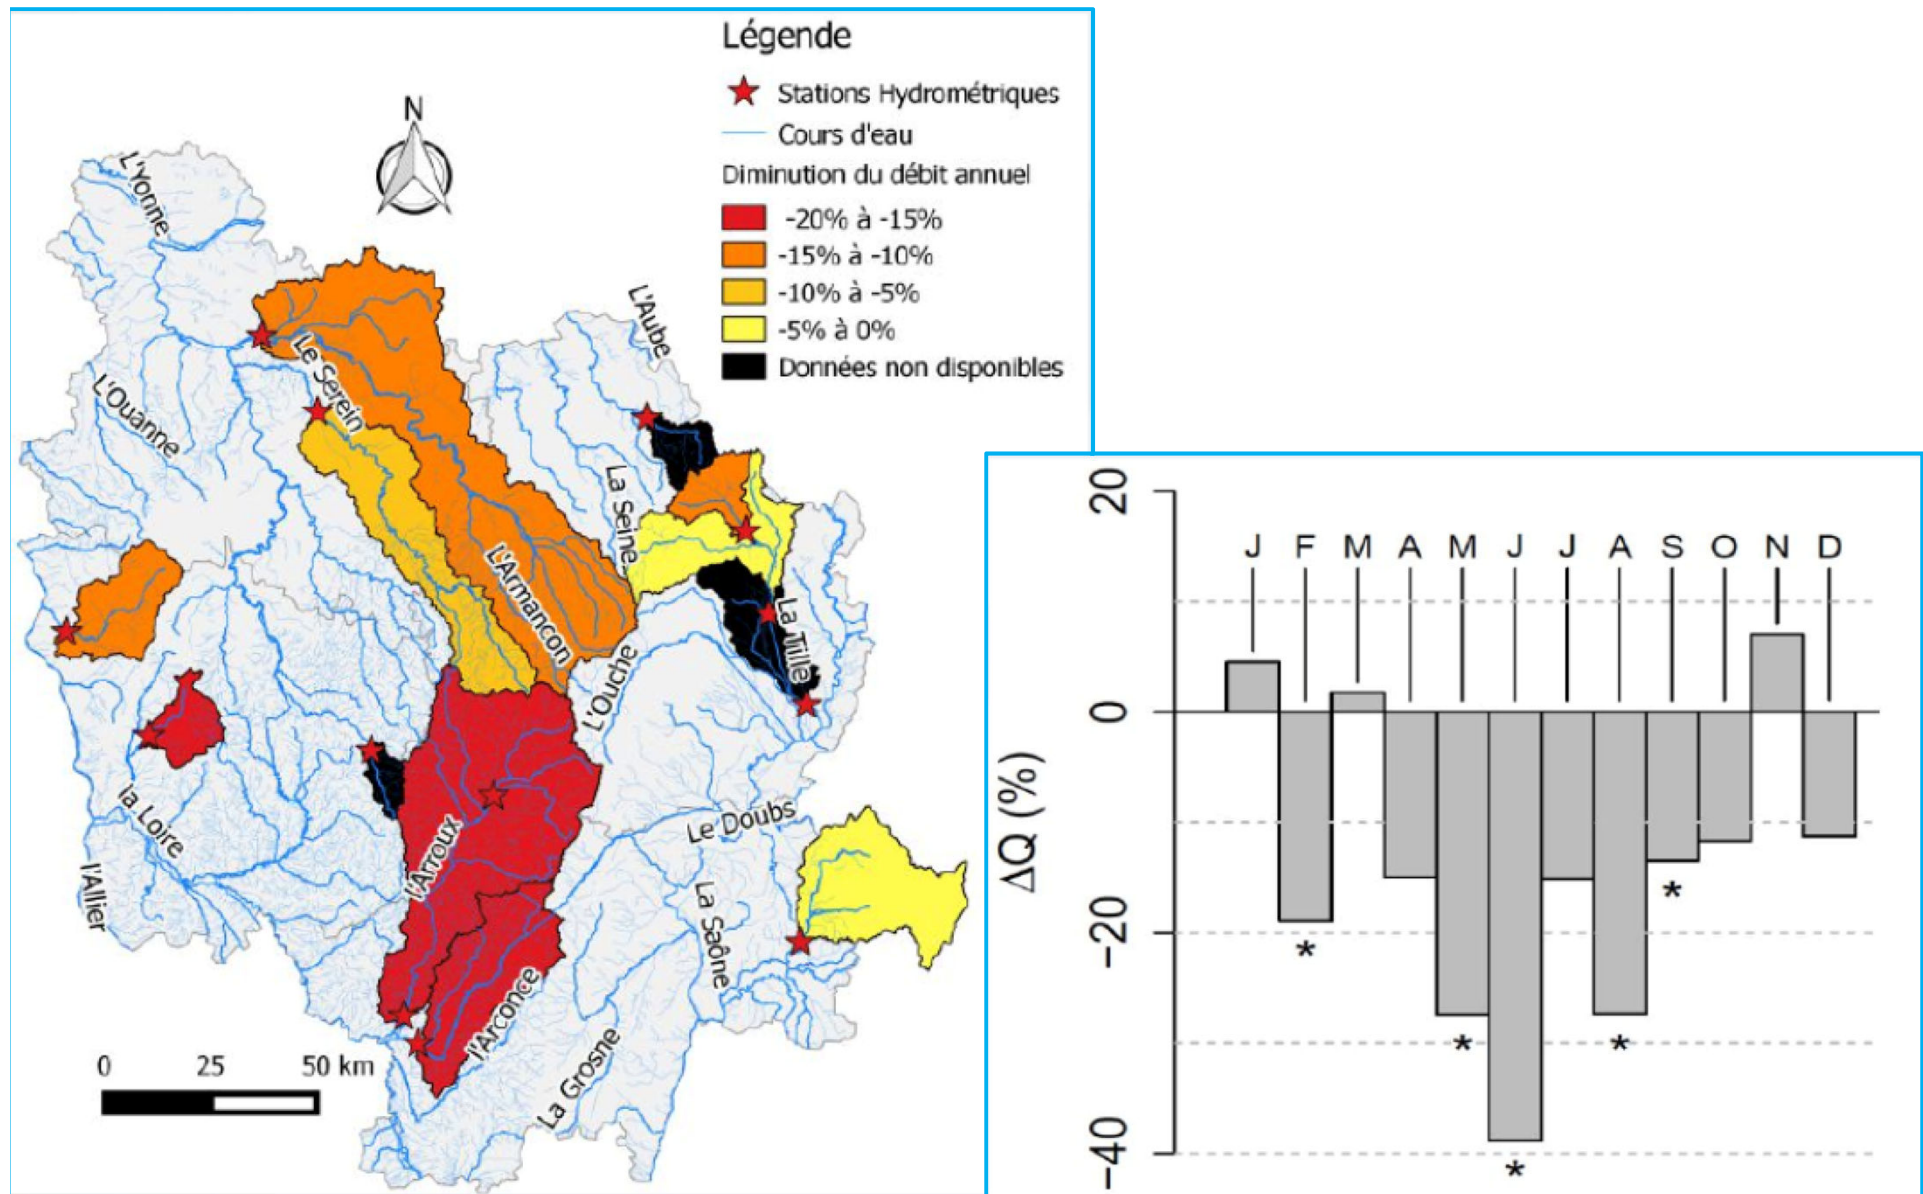 Légende
Stations Hydrométriques
Cours d'eau
Diminution du débit annuel
-20% à -15%
-15% à -10%
-10% à -5%
-5% à 0%
Données non disponibles
N
L'Yonne
L'Aube
Le Serein
L'Ouanne
La Seine
L'Armancon
La Tille
L'Ouche
la Loire
Le Doubs
l'Arroux
l'Allier
La Saône
l'Arconce
La Grosne
0 25 50 km
ΔQ (%)
20
0
-20
-40
J F M A M J J A S O N D
*
*
*
*
*